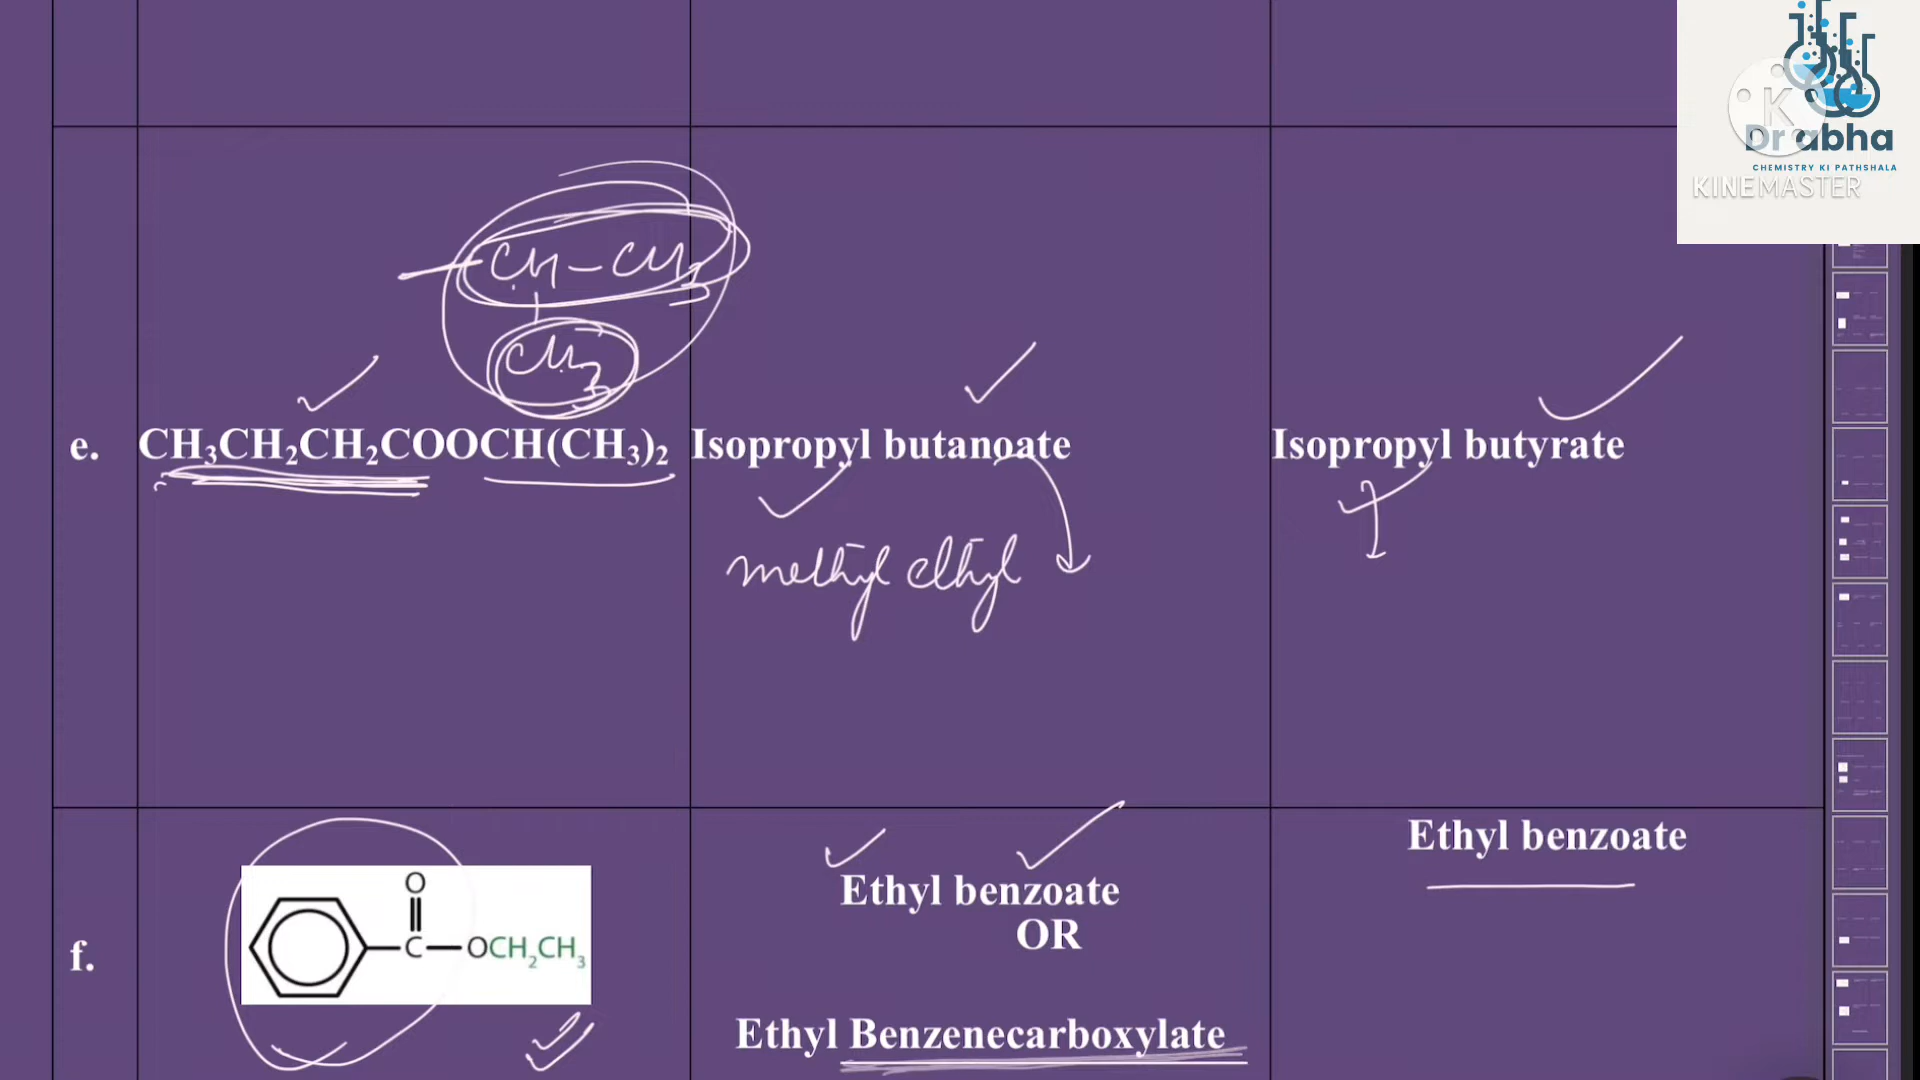 Dr abha
CHEMISTRY KI PATHSHALA
K
KINEMASTER
CH - CH3
CH3
e. CH₃CH₂CH₂COOCH(CH₃)₂ Isopropyl butanoate Isopropyl butyrate
methyl ethyl
Ethyl benzoate
Ethyl benzoate
OR
f.
O
C OCH₂CH₃
Ethyl Benzenecarboxylate